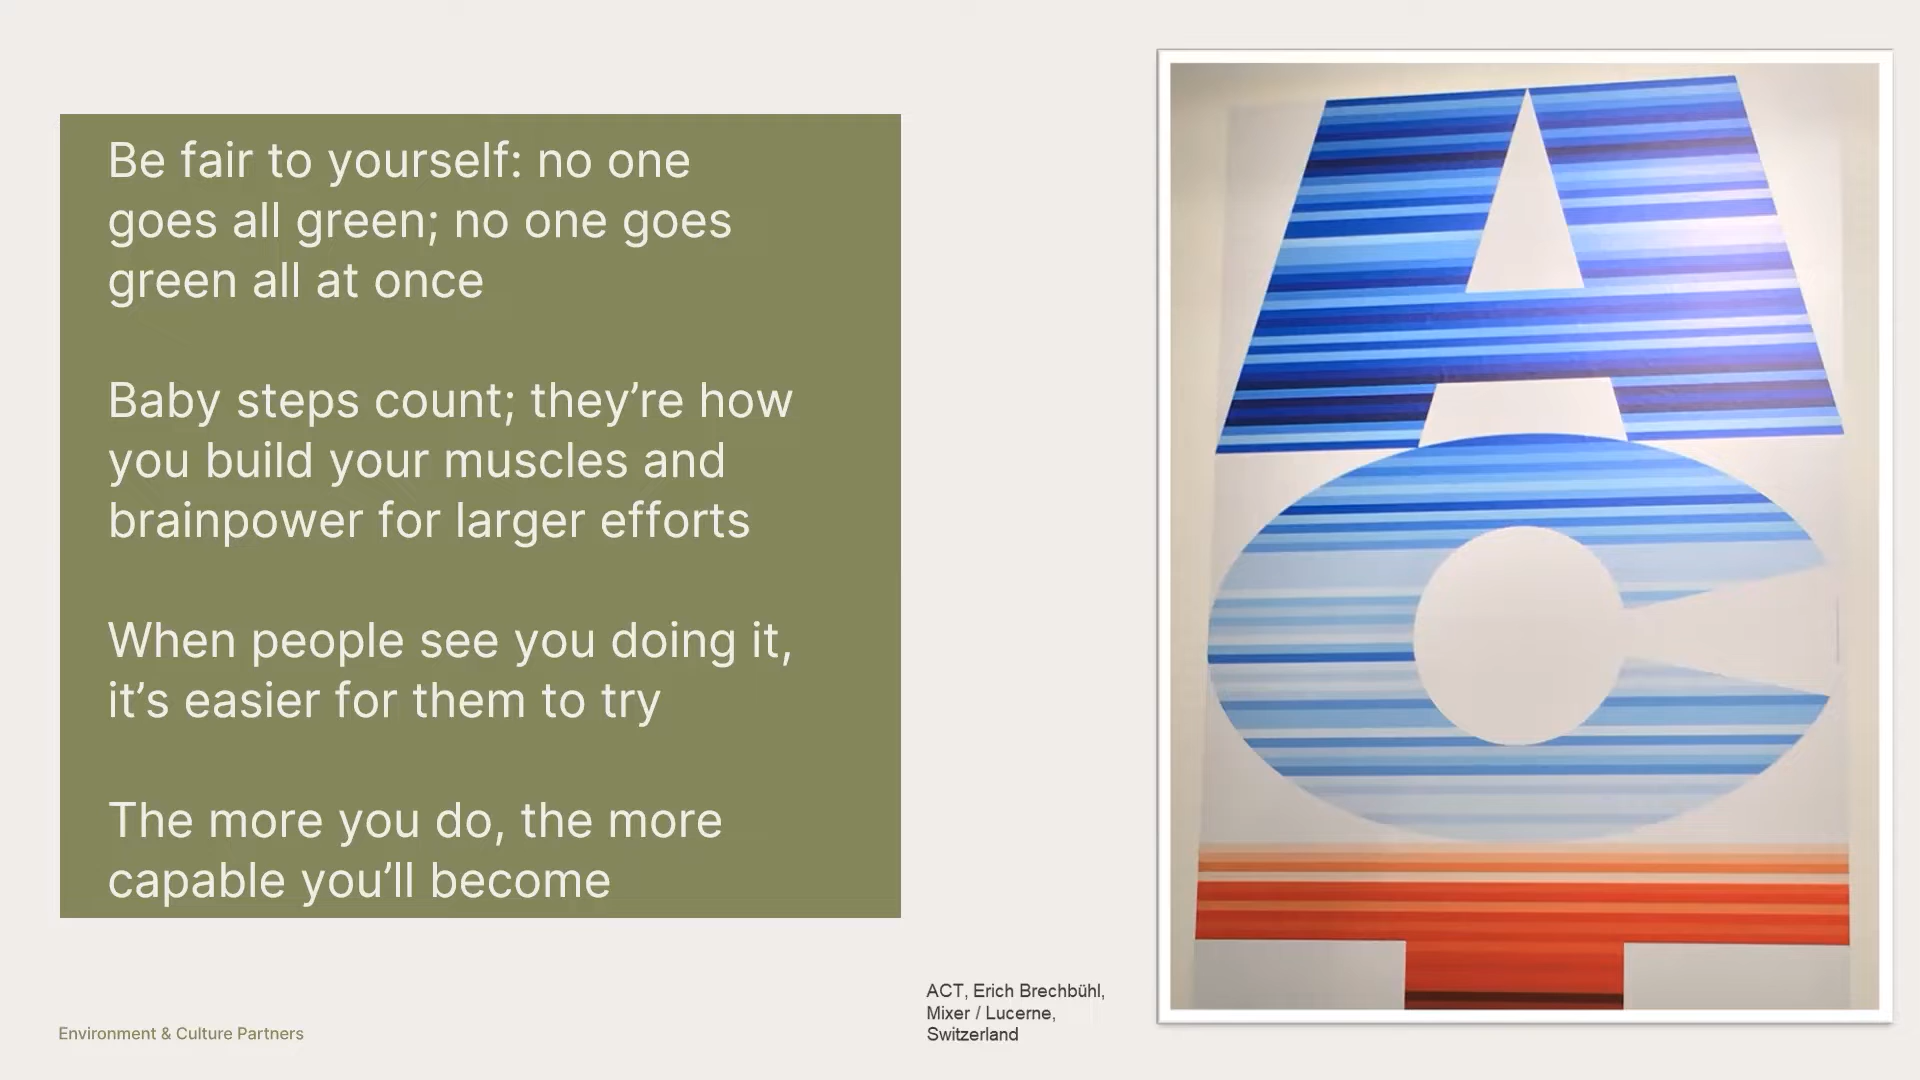 Be fair to yourself: no one
goes all green; no one goes
green all at once
Baby steps count; they’re how
you build your muscles and
brainpower for larger efforts
When people see you doing it,
it’s easier for them to try
The more you do, the more
capable you’ll become
ACT
ACT, Erich Brechbühl,
Mixer / Lucerne,
Switzerland
Environment & Culture Partners